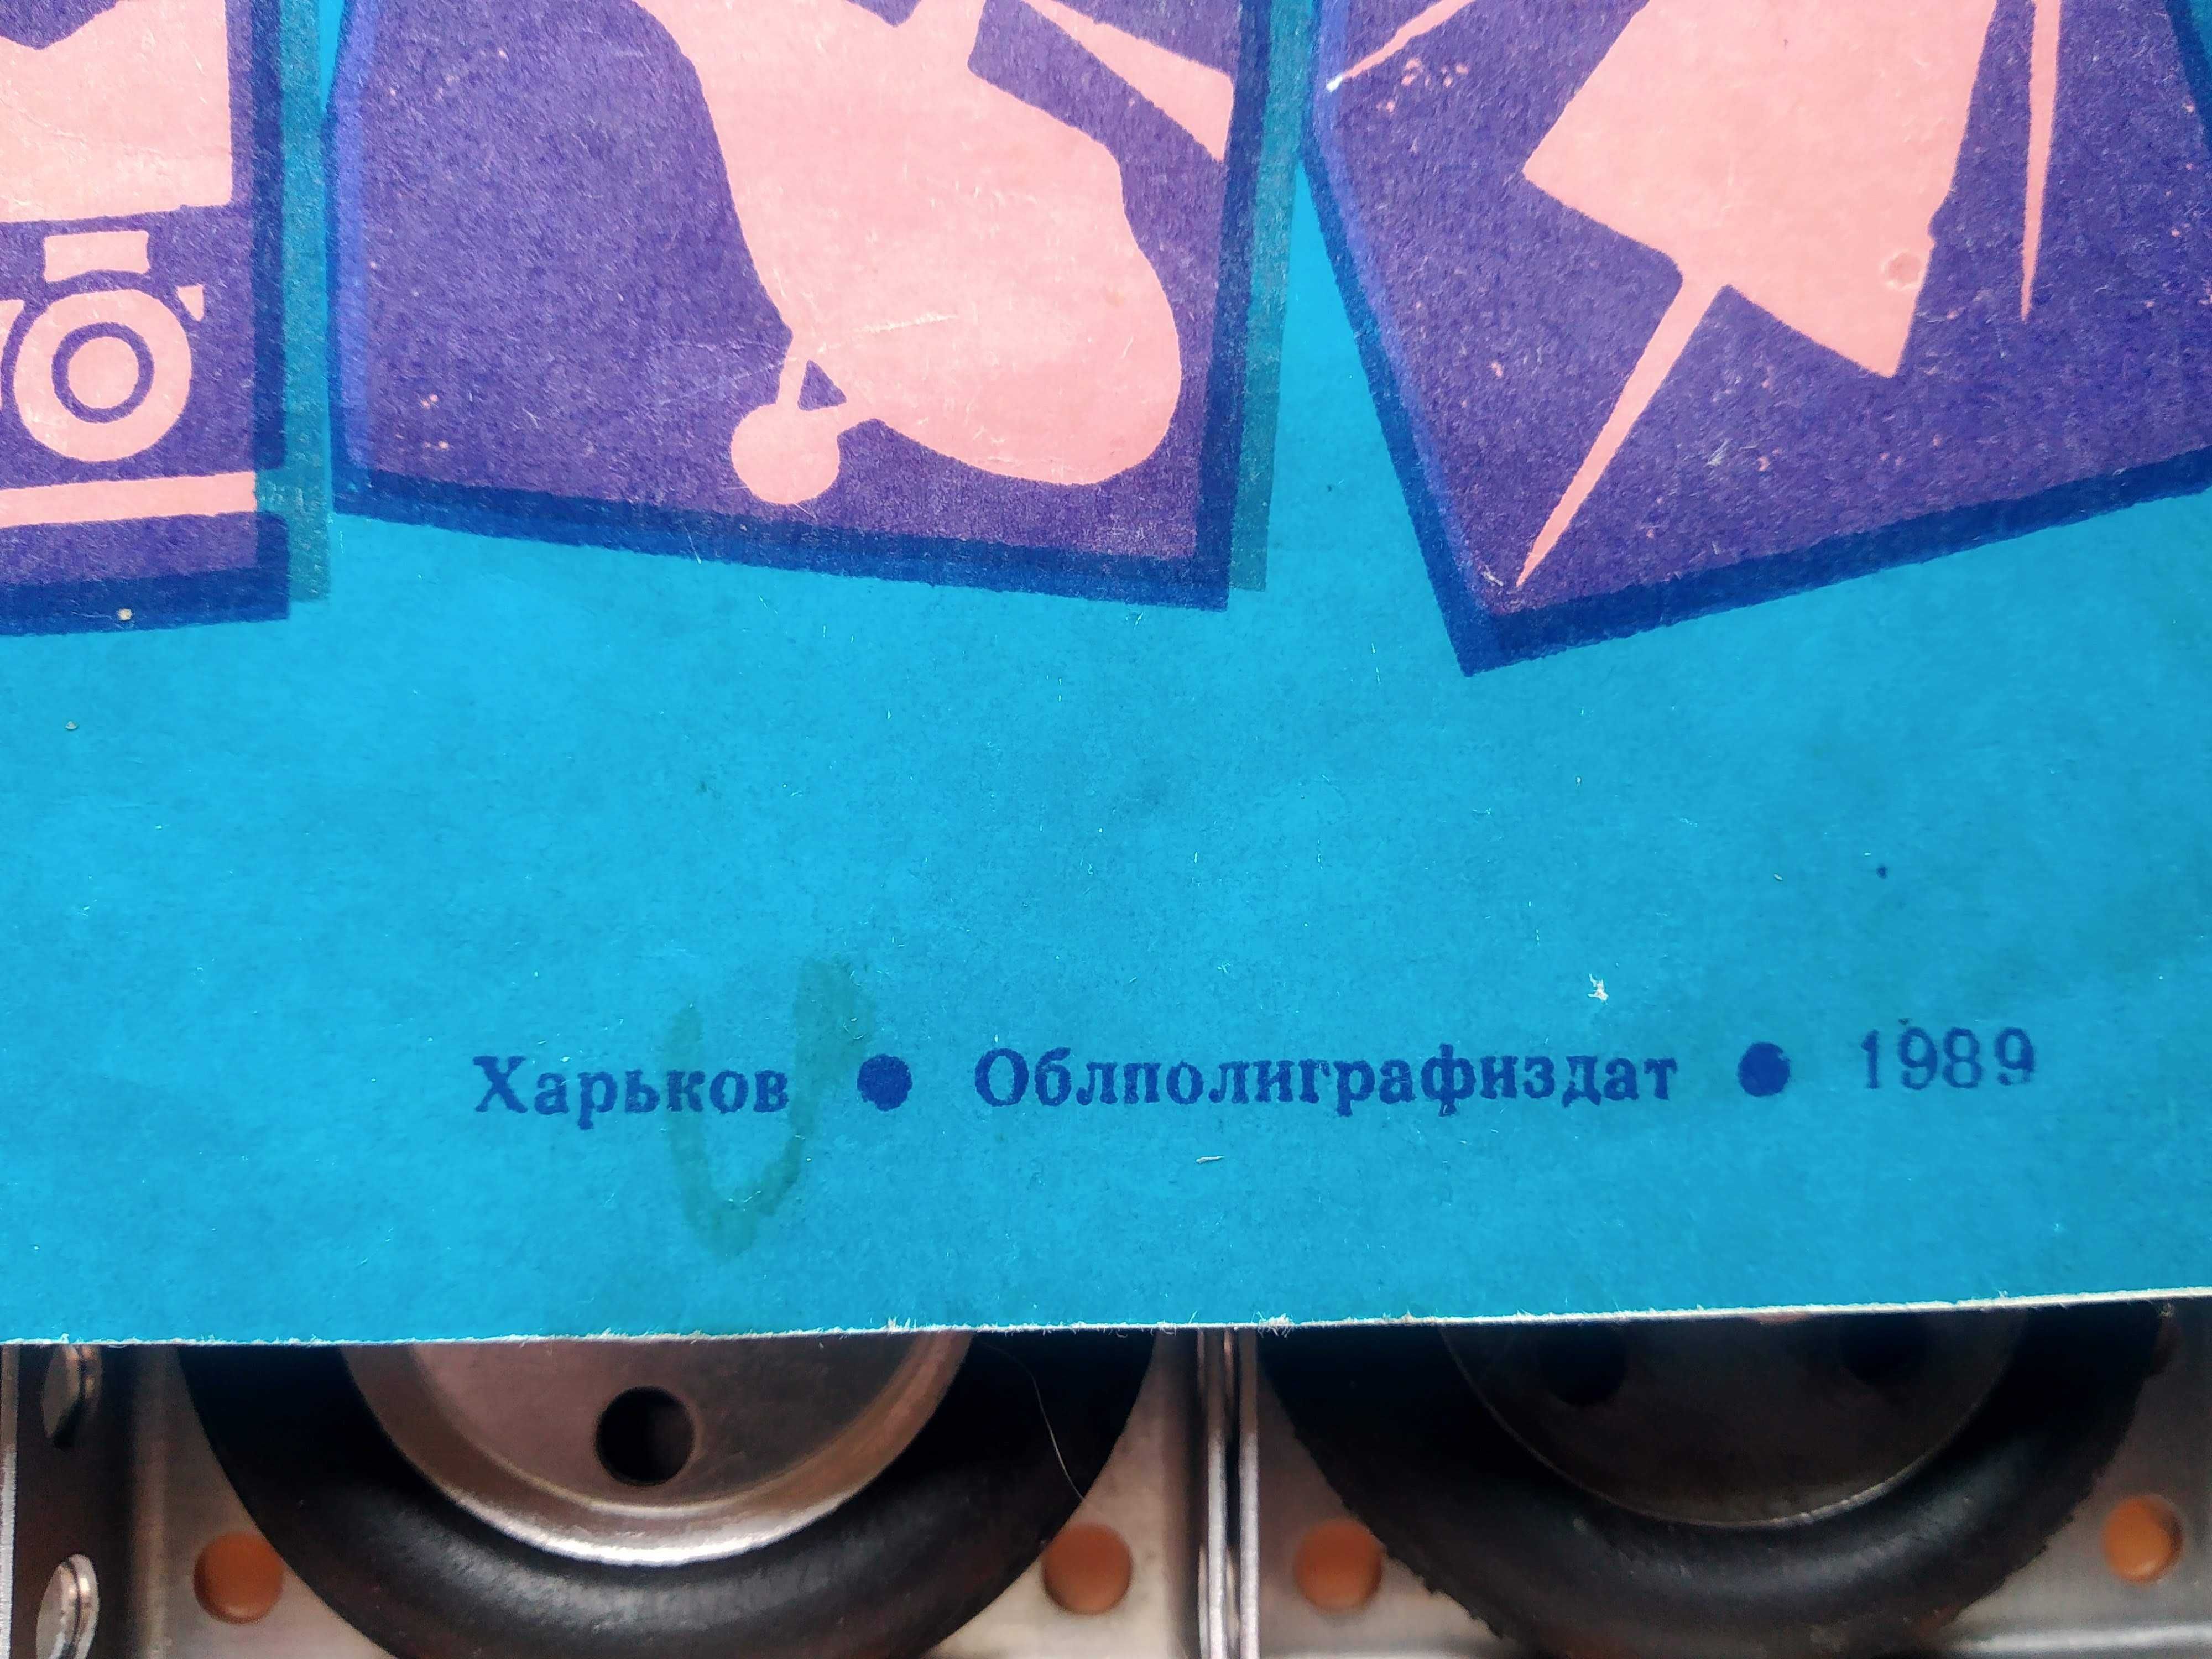 Харьков ● Облполиграфиздат ● 1989